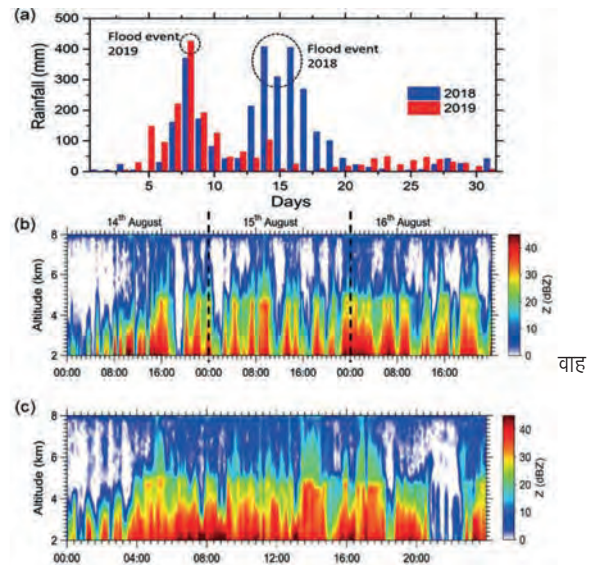 (a)
500
400
300
200
100
0
Rainfall (mm)
Flood event
2019
Flood event
2018
2018
2019
5 10 15 20 25 30
Days
(b)
14th August 15th August 16th August
8
6
4
2
Altitude (km)
00:00 08:00 16:00 00:00 08:00 16:00 00:00 08:00 16:00
40
30
20
10
0
Z (dBZ)
वाह
(c)
8
6
4
2
Altitude (km)
00:00 04:00 08:00 12:00 16:00 20:00
40
30
20
10
0
Z (dBZ)